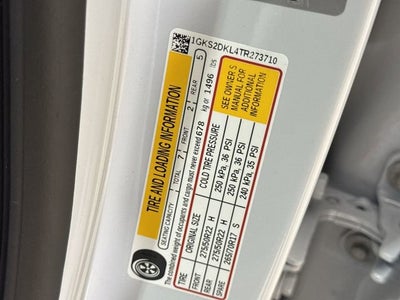 1GKS2DKL4TR273710
TIRE AND LOADING INFORMATION
SEATING CAPACITY TOTAL 7 FRONT 2 REAR 5
The combined weight of occupants and cargo must never exceed 678 kg or 1496 lbs
TIRE ORIGINAL SIZE COLD TIRE PRESSURE
FRONT 275/50R22 H 250 kPa, 36 PSI
REAR 275/50R22 H 250 kPa, 36 PSI
SPARE 265/70R17 S 240 kPa, 35 PSI
SEE OWNER'S
MANUAL FOR
ADDITIONAL
INFORMATION